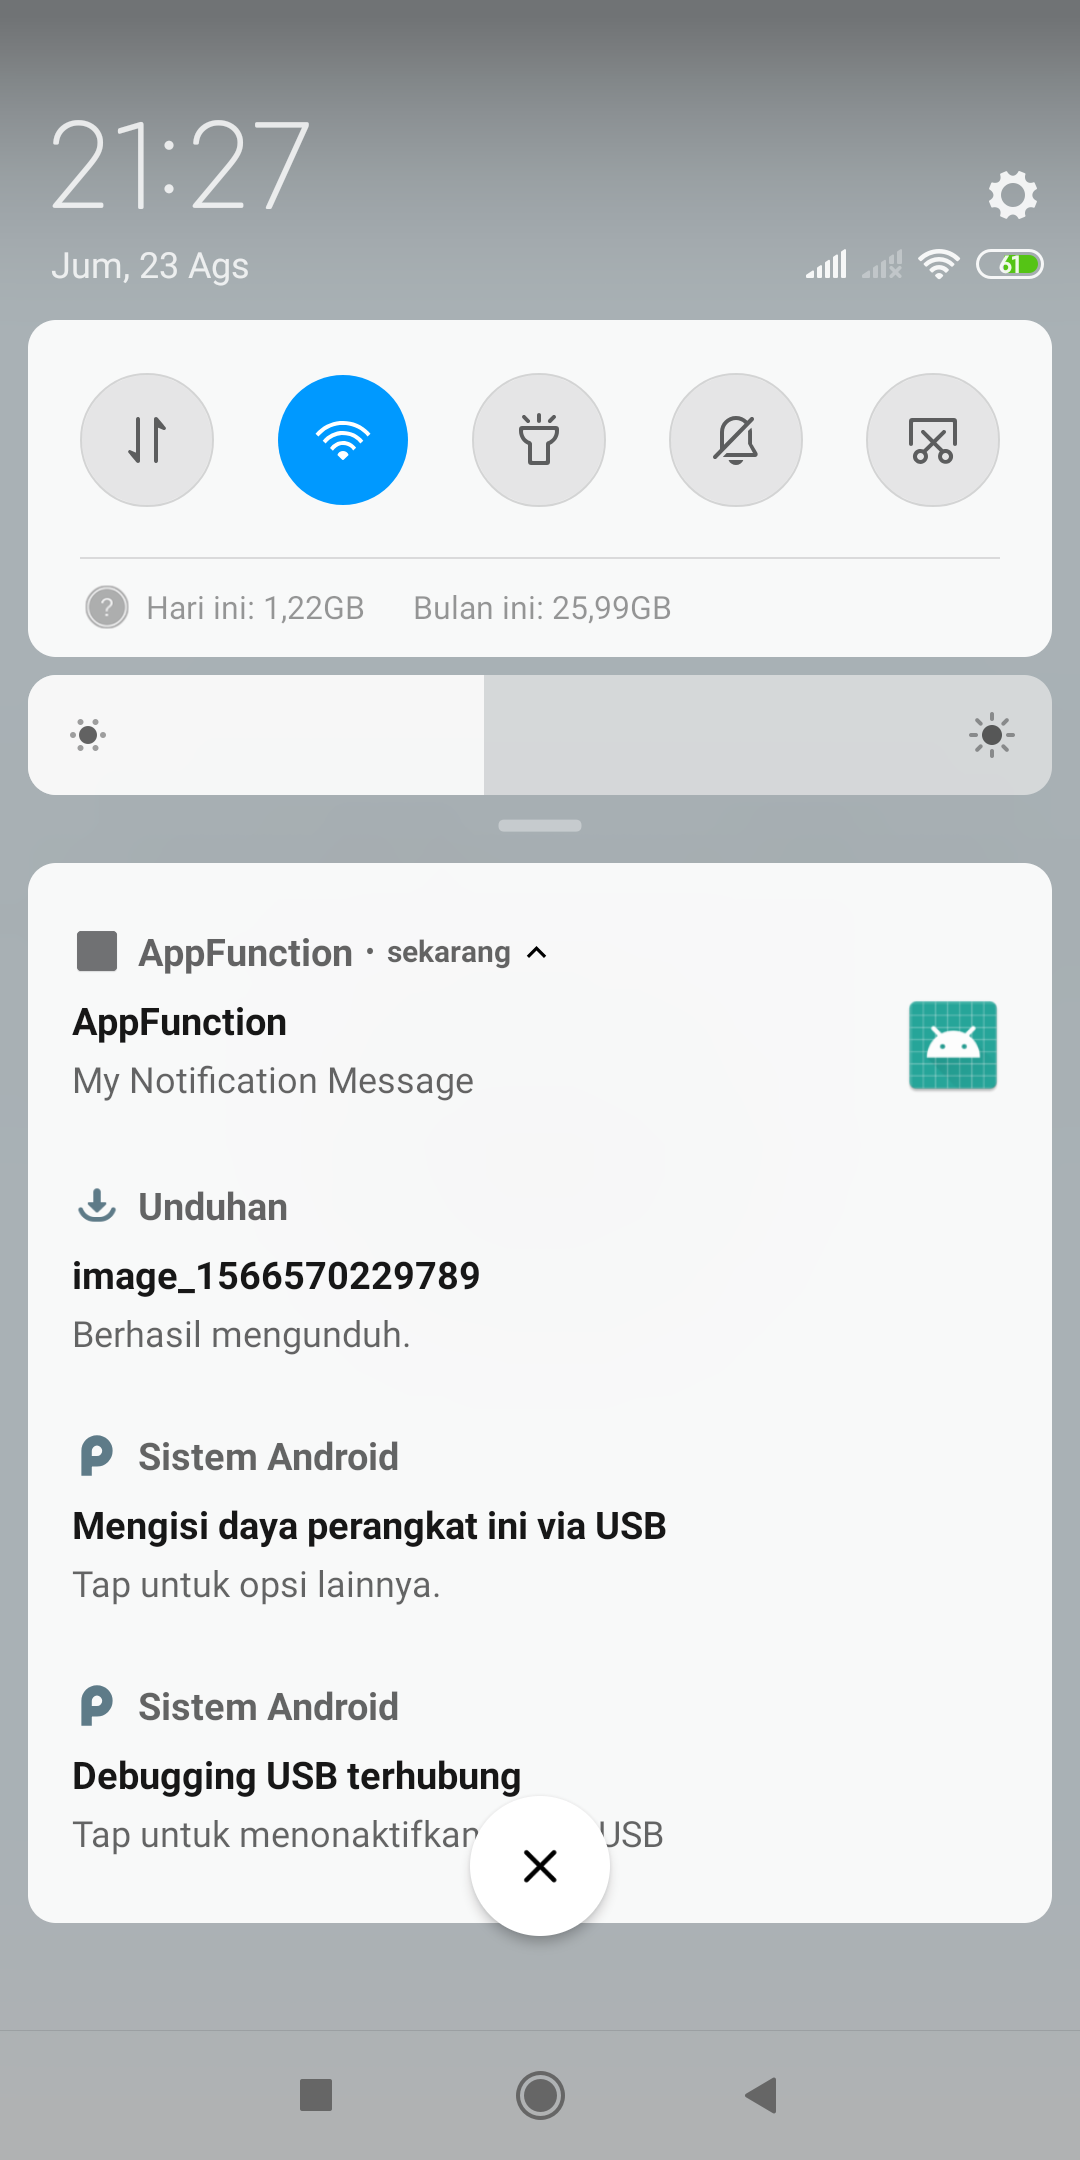 21:27
Jum, 23 Ags
61
Hari ini: 1,22GB Bulan ini: 25,99GB
AppFunction • sekarang
AppFunction
My Notification Message
Unduhan
image_1566570229789
Berhasil mengunduh.
Sistem Android
Mengisi daya perangkat ini via USB
Tap untuk opsi lainnya.
Sistem Android
Debugging USB terhubung
Tap untuk menonaktifkan USB